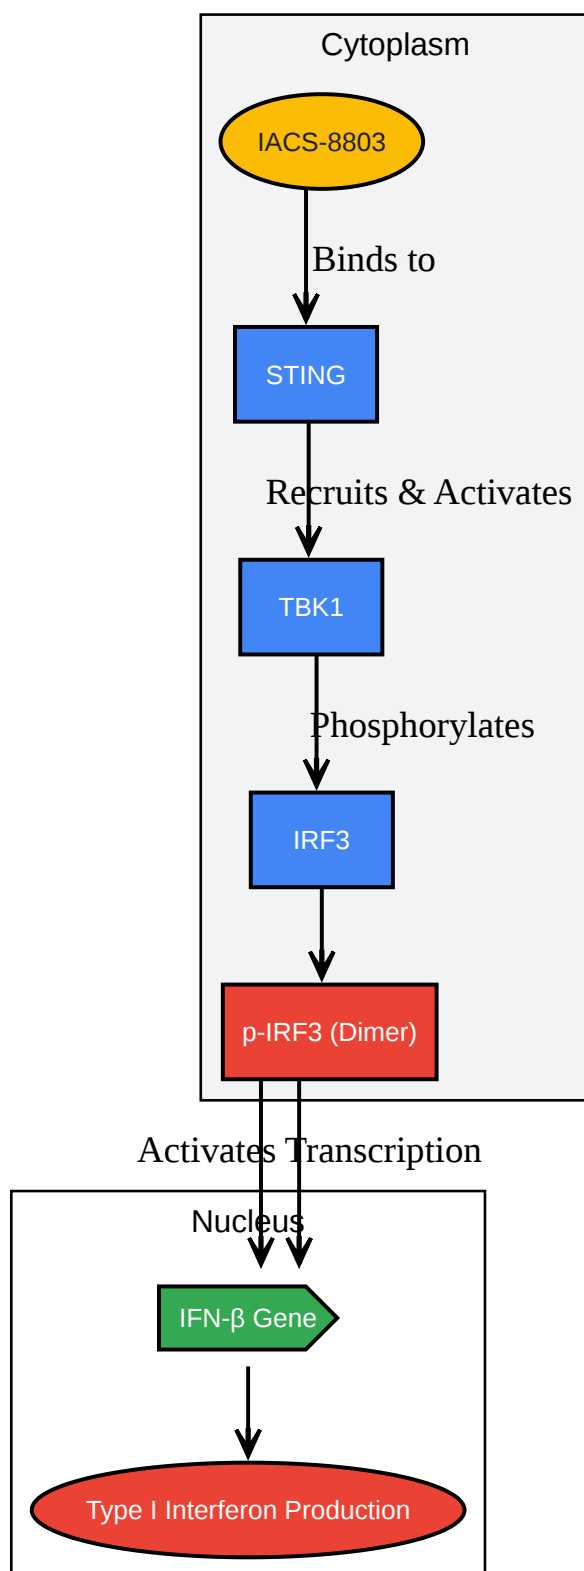 Cytoplasm
IACS-8803
Binds to
STING
Recruits & Activates
TBK1
Phosphorylates
IRF3
p-IRF3 (Dimer)
Activates Transcription
Nucleus
IFN-β Gene
Type I Interferon Production